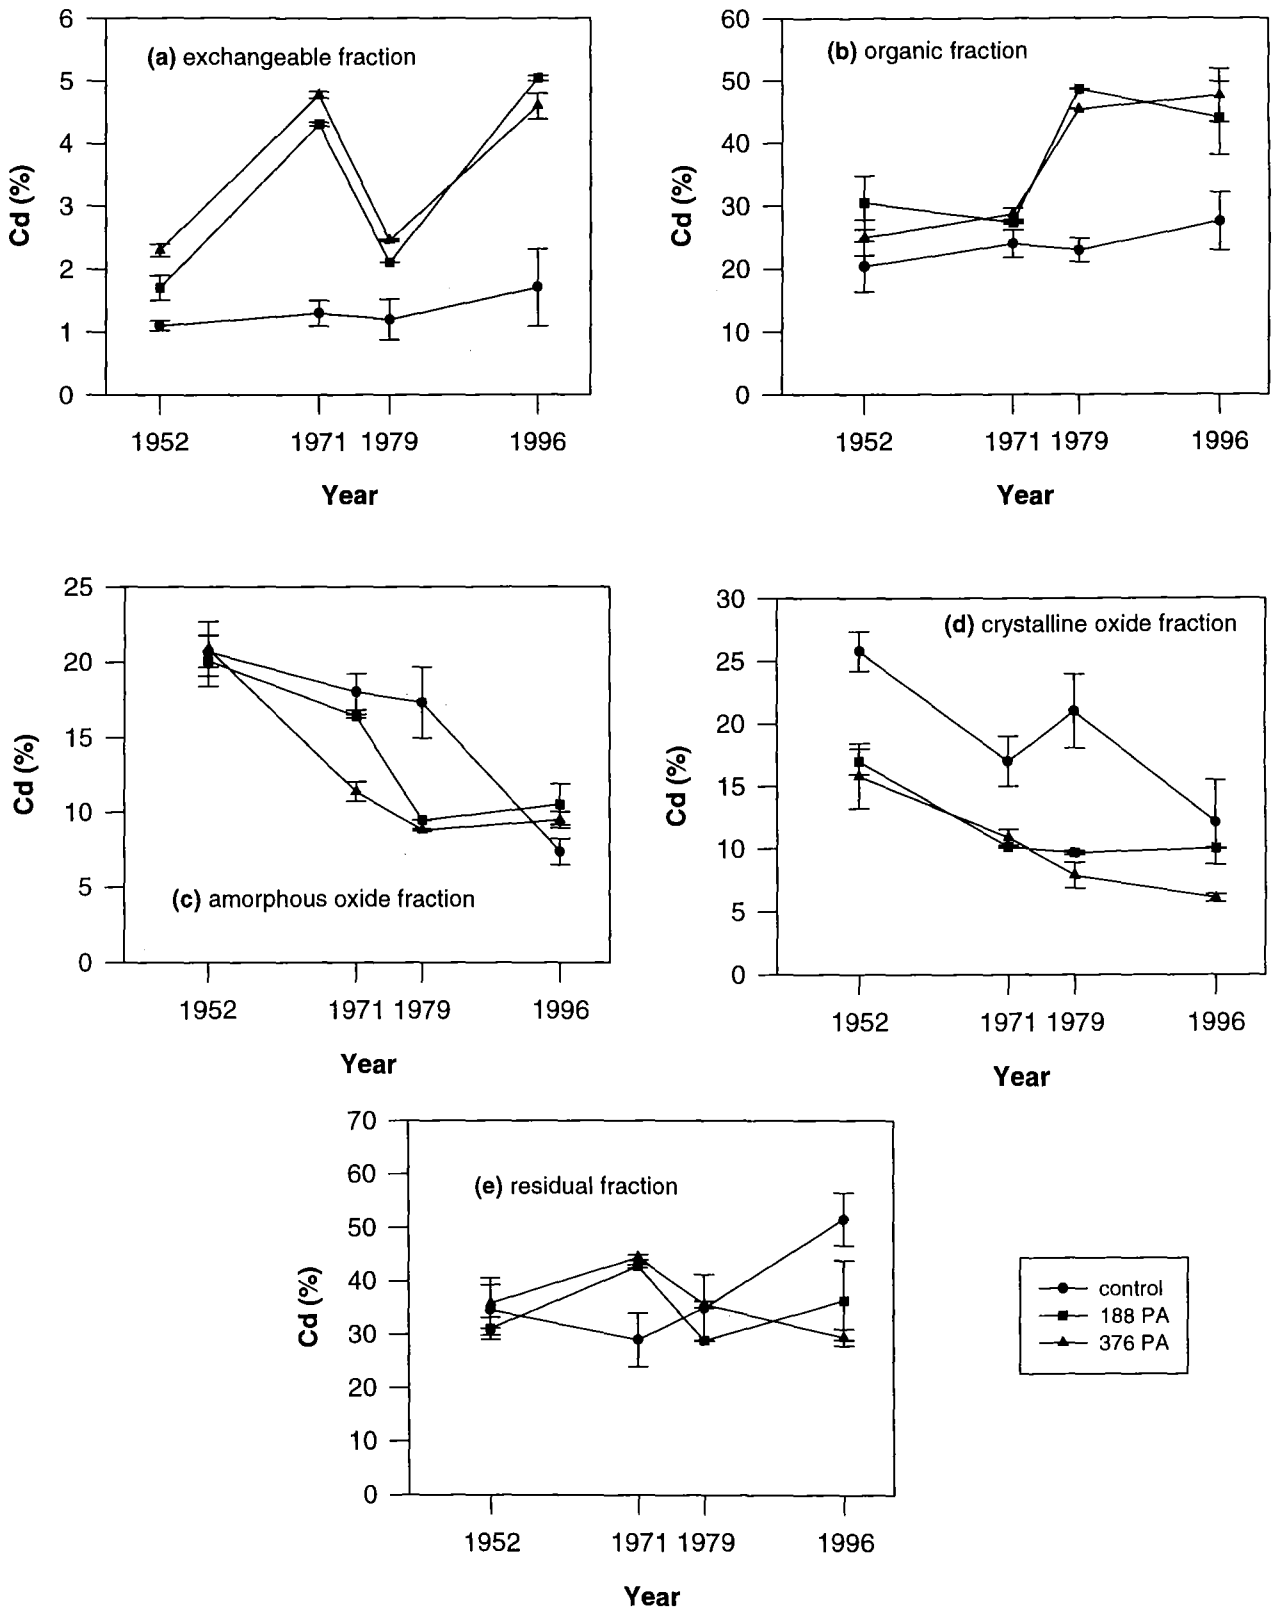 (a) exchangeable fraction
6
5
4
3
2
1
0
Cd (%)
1952 1971 1979 1996
Year
(b) organic fraction
60
50
40
30
20
10
0
Cd (%)
1952 1971 1979 1996
Year
25
20
15
10
5
0
Cd (%)
(c) amorphous oxide fraction
1952 1971 1979 1996
Year
(d) crystalline oxide fraction
30
25
20
15
10
5
0
Cd (%)
1952 1971 1979 1996
Year
70
60
50
40
30
20
10
0
Cd (%)
(e) residual fraction
1952 1971 1979 1996
Year
control
188 PA
376 PA